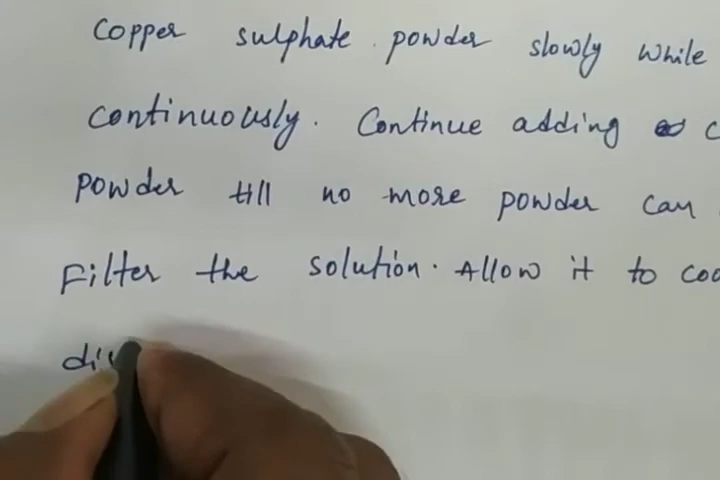 Copper sulphate powder slowly while
continuously. Continue adding
Powder till no more powder can
Filter the solution. Allow it to